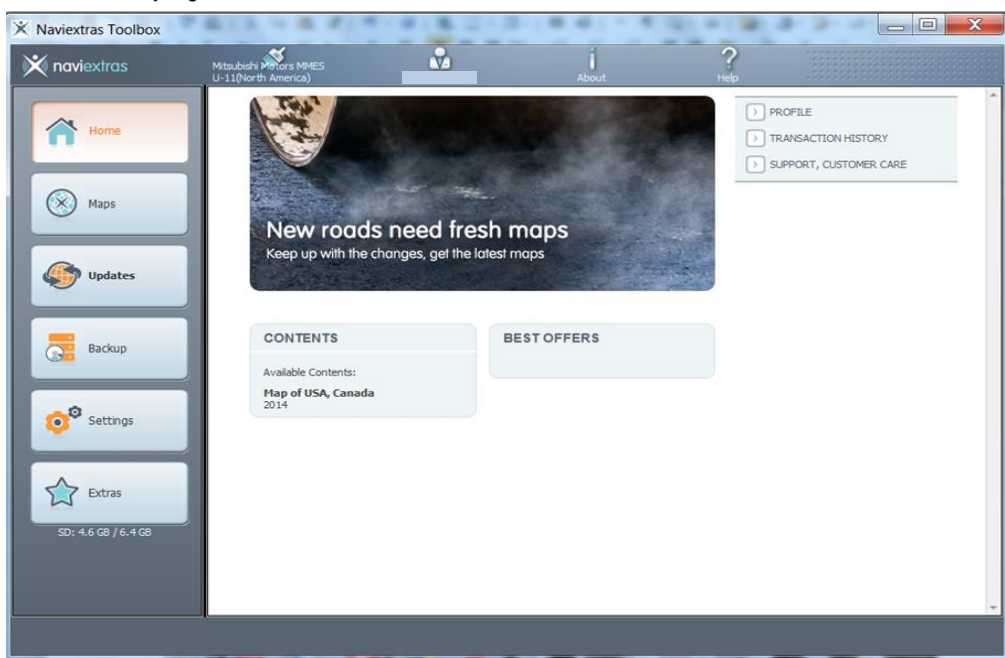 Naviextras Toolbox
naviextras
Mitsubishi Motors MMES
U-11(North America)
About
Help
Home
Maps
Updates
Backup
Settings
Extras
SD: 4.6 GB / 6.4 GB
New roads need fresh maps
Keep up with the changes, get the latest maps
CONTENTS
Available Contents:
Map of USA, Canada
2014
BEST OFFERS
PROFILE
TRANSACTION HISTORY
SUPPORT, CUSTOMER CARE